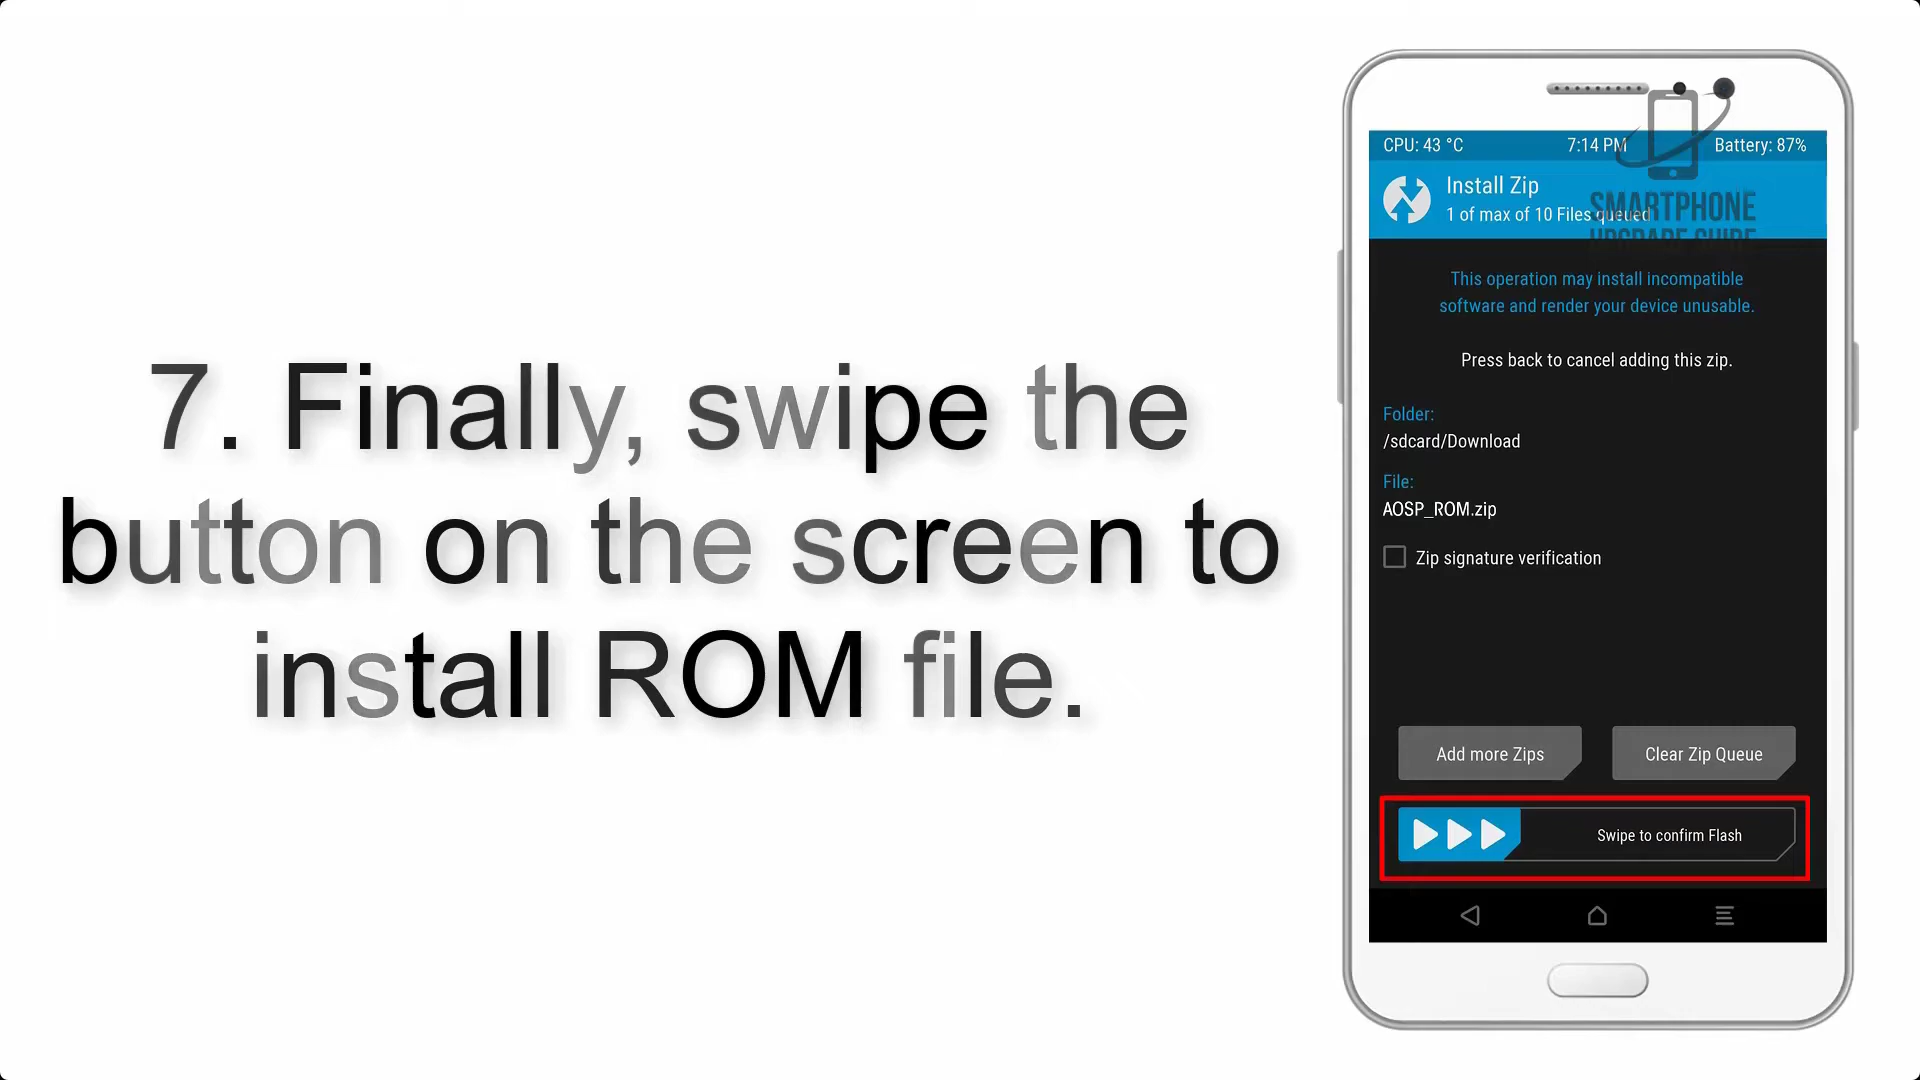 7. Finally, swipe the
button on the screen to
install ROM file.
CPU: 43 °C 7:14 PM Battery: 87%
Install Zip
1 of max of 10 Files queued
SMARTPHONE
UPGRADE GUIDE
This operation may install incompatible
software and render your device unusable.
Press back to cancel adding this zip.
Folder:
/sdcard/Download
File:
AOSP_ROM.zip
Zip signature verification
Add more Zips Clear Zip Queue
Swipe to confirm Flash